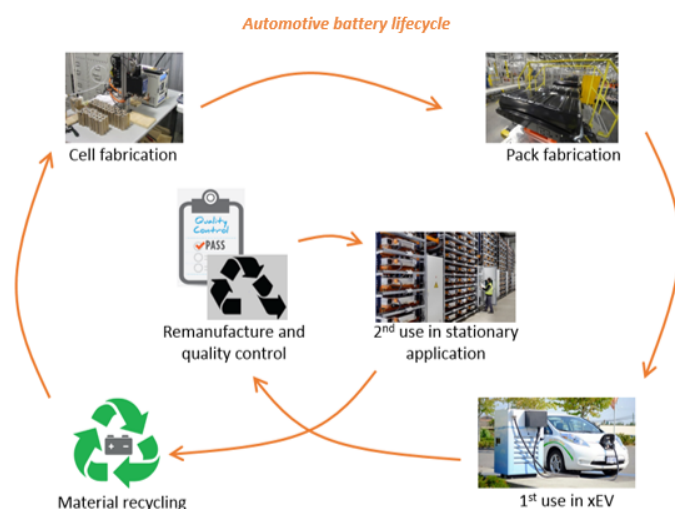 Automotive battery lifecycle
Cell fabrication
Pack fabrication
Quality
Control
PASS
Remanufacture and
quality control
2nd use in stationary
application
Material recycling
1st use in xEV